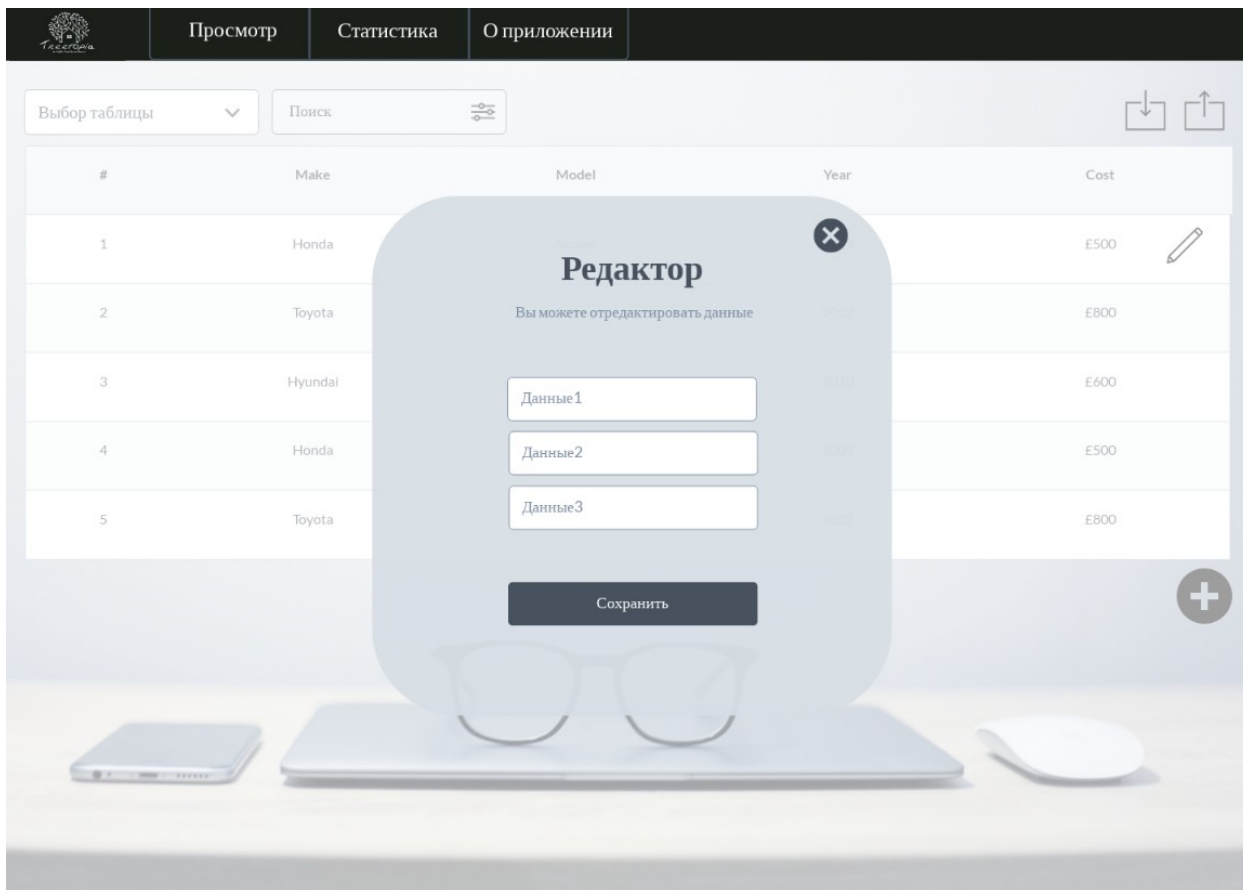 Treetopia
Просмотр Статистика О приложении
Выбор таблицы Поиск
# Make Model Year Cost
1 Honda £500
Редактор
2 Toyota Вы можете отредактировать данные £800
3 Hyundai £600
Данные1
4 Honda Данные2 £500
5 Toyota Данные3 £800
Сохранить